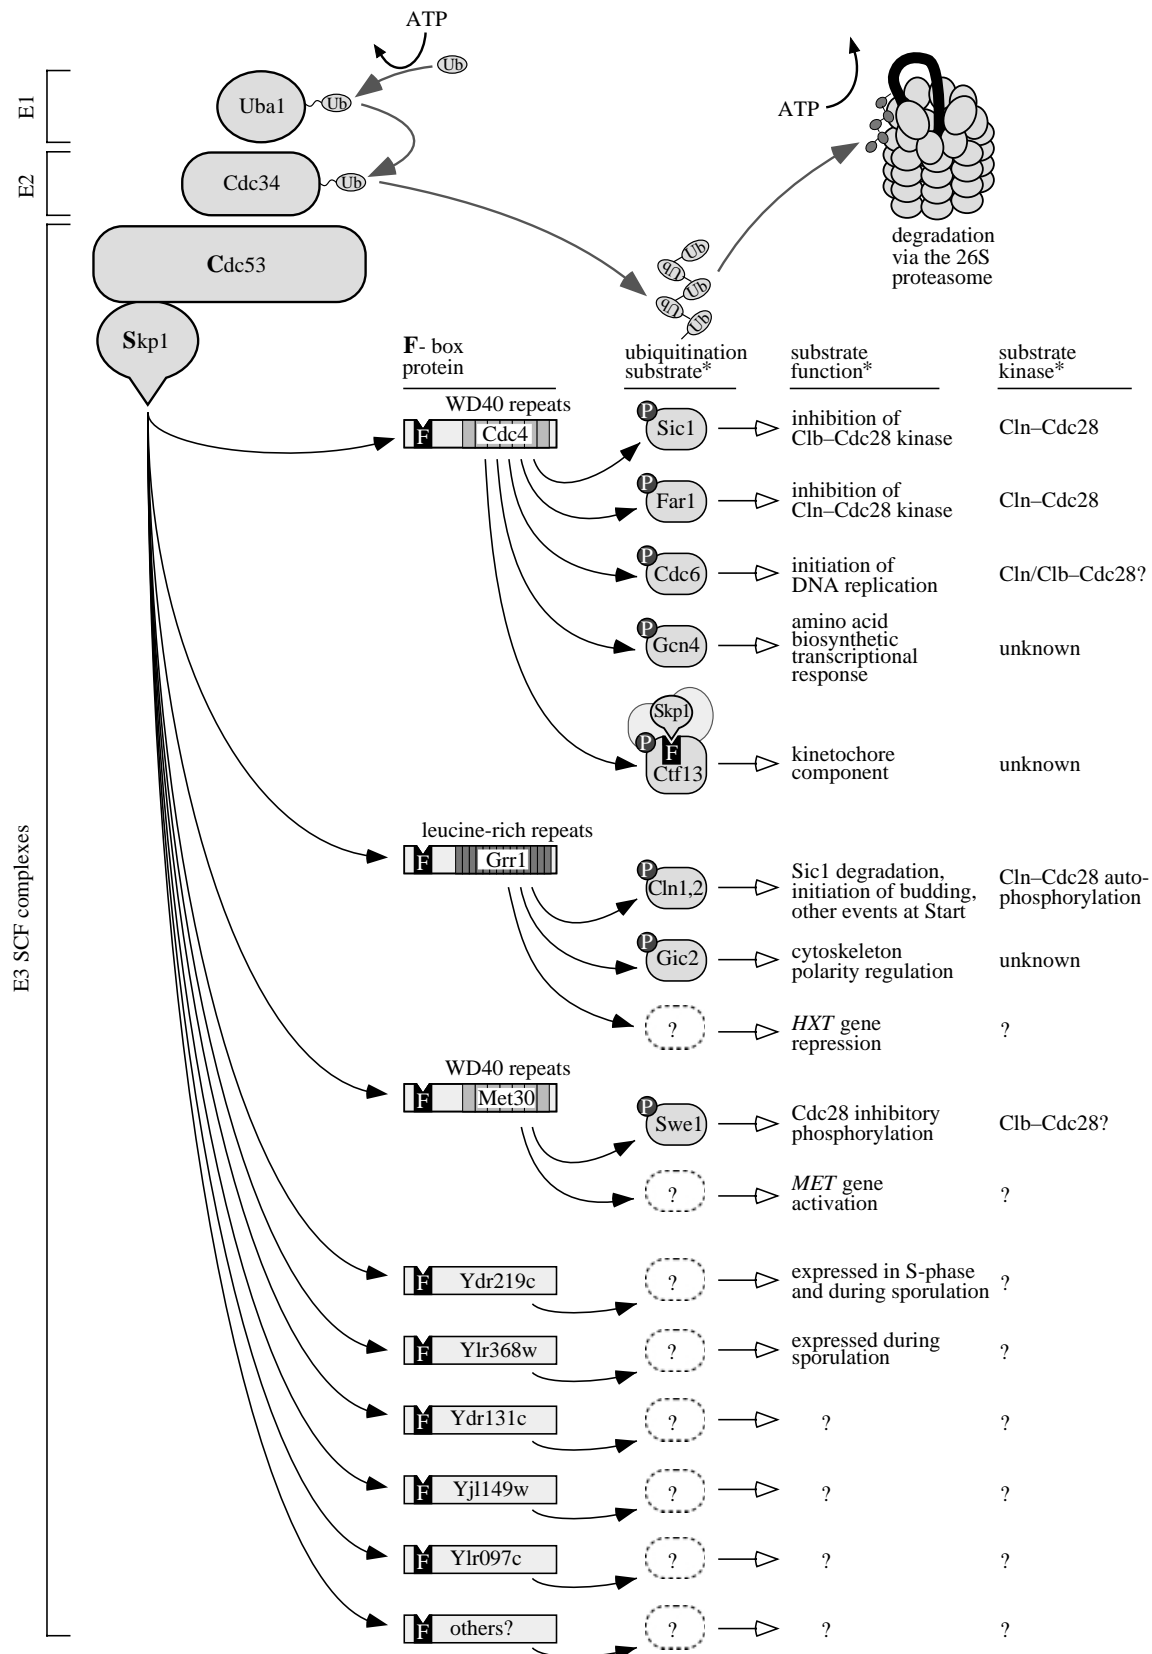 ATP
Ub
E1
Uba1
Ub
ATP
E2
Cdc34
Ub
Cdc53
degradation
via the 26S
proteasome
Ub
Ub
Ub
Ub
Ub
Skp1
F- box
protein
ubiquitination
substrate*
substrate
function*
substrate
kinase*
E3 SCF complexes
WD40 repeats
F
Cdc4
P
Sic1
inhibition of
Clb–Cdc28 kinase
Cln–Cdc28
P
Far1
inhibition of
Cln–Cdc28 kinase
Cln–Cdc28
P
Cdc6
initiation of
DNA replication
Cln/Clb–Cdc28?
P
Gcn4
amino acid
biosynthetic
transcriptional
response
unknown
Skp1
P
F
Ctf13
kinetochore
component
unknown
leucine-rich repeats
F
Grr1
P
Cln1,2
Sic1 degradation,
initiation of budding,
other events at Start
Cln–Cdc28 auto-
phosphorylation
P
Gic2
cytoskeleton
polarity regulation
unknown
?
HXT gene
repression
?
WD40 repeats
F
Met30
P
Swe1
Cdc28 inhibitory
phosphorylation
Clb–Cdc28?
?
MET gene
activation
?
F
Ydr219c
?
expressed in S-phase
and during sporulation
?
F
Ylr368w
?
expressed during
sporulation
?
F
Ydr131c
?
?
?
F
Yjl149w
?
?
?
F
Ylr097c
?
?
?
F
others?
?
?
?